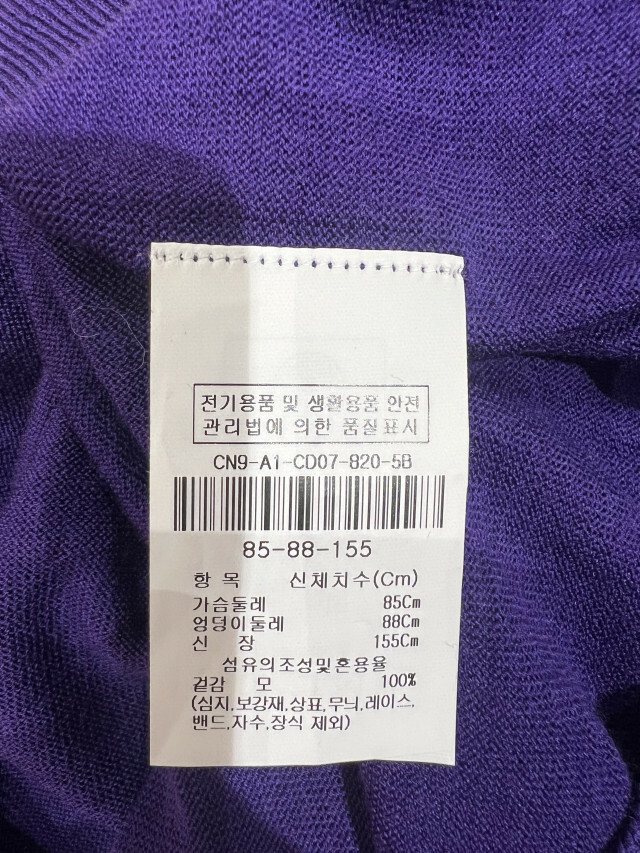 전기용품 및 생활용품 안전
관리법에 의한 품질표시
CN9-A1-CD07-820-5B
85-88-155
항 목 신체치수(Cm)
가슴둘레 85Cm
엉덩이둘레 88Cm
신 장 155Cm
섬유의조성및혼용율
겉감 모 100%
(심지,보강재,상표,무늬,레이스,
밴드,자수,장식 제외)